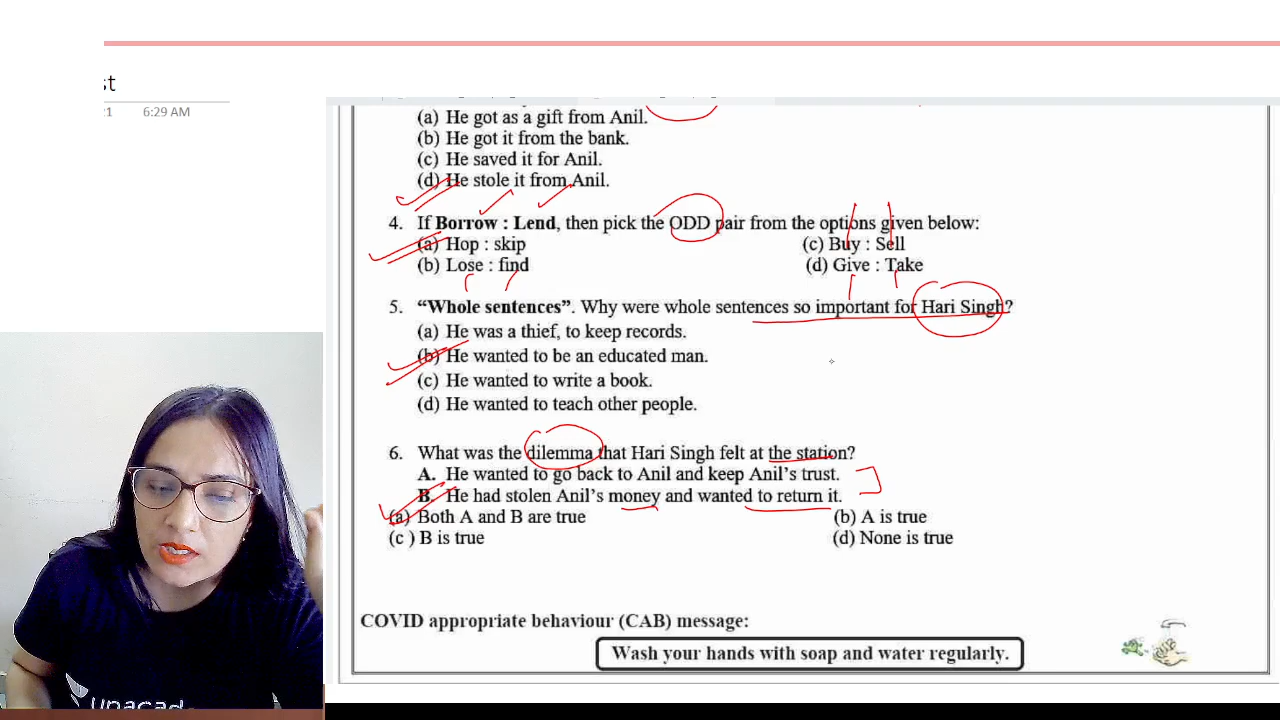 6:29 AM
(a) He got as a gift from Anil.
(b) He got it from the bank.
(c) He saved it for Anil.
(d) He stole it from Anil.
4. If Borrow : Lend, then pick the ODD pair from the options given below:
(a) Hop : skip (c) Buy : Sell
(b) Lose : find (d) Give : Take
5. “Whole sentences”. Why were whole sentences so important for Hari Singh?
(a) He was a thief, to keep records.
(b) He wanted to be an educated man.
(c) He wanted to write a book.
(d) He wanted to teach other people.
6. What was the dilemma that Hari Singh felt at the station?
A. He wanted to go back to Anil and keep Anil’s trust.
B. He had stolen Anil’s money and wanted to return it.
(a) Both A and B are true (b) A is true
(c ) B is true (d) None is true
COVID appropriate behaviour (CAB) message:
Wash your hands with soap and water regularly.